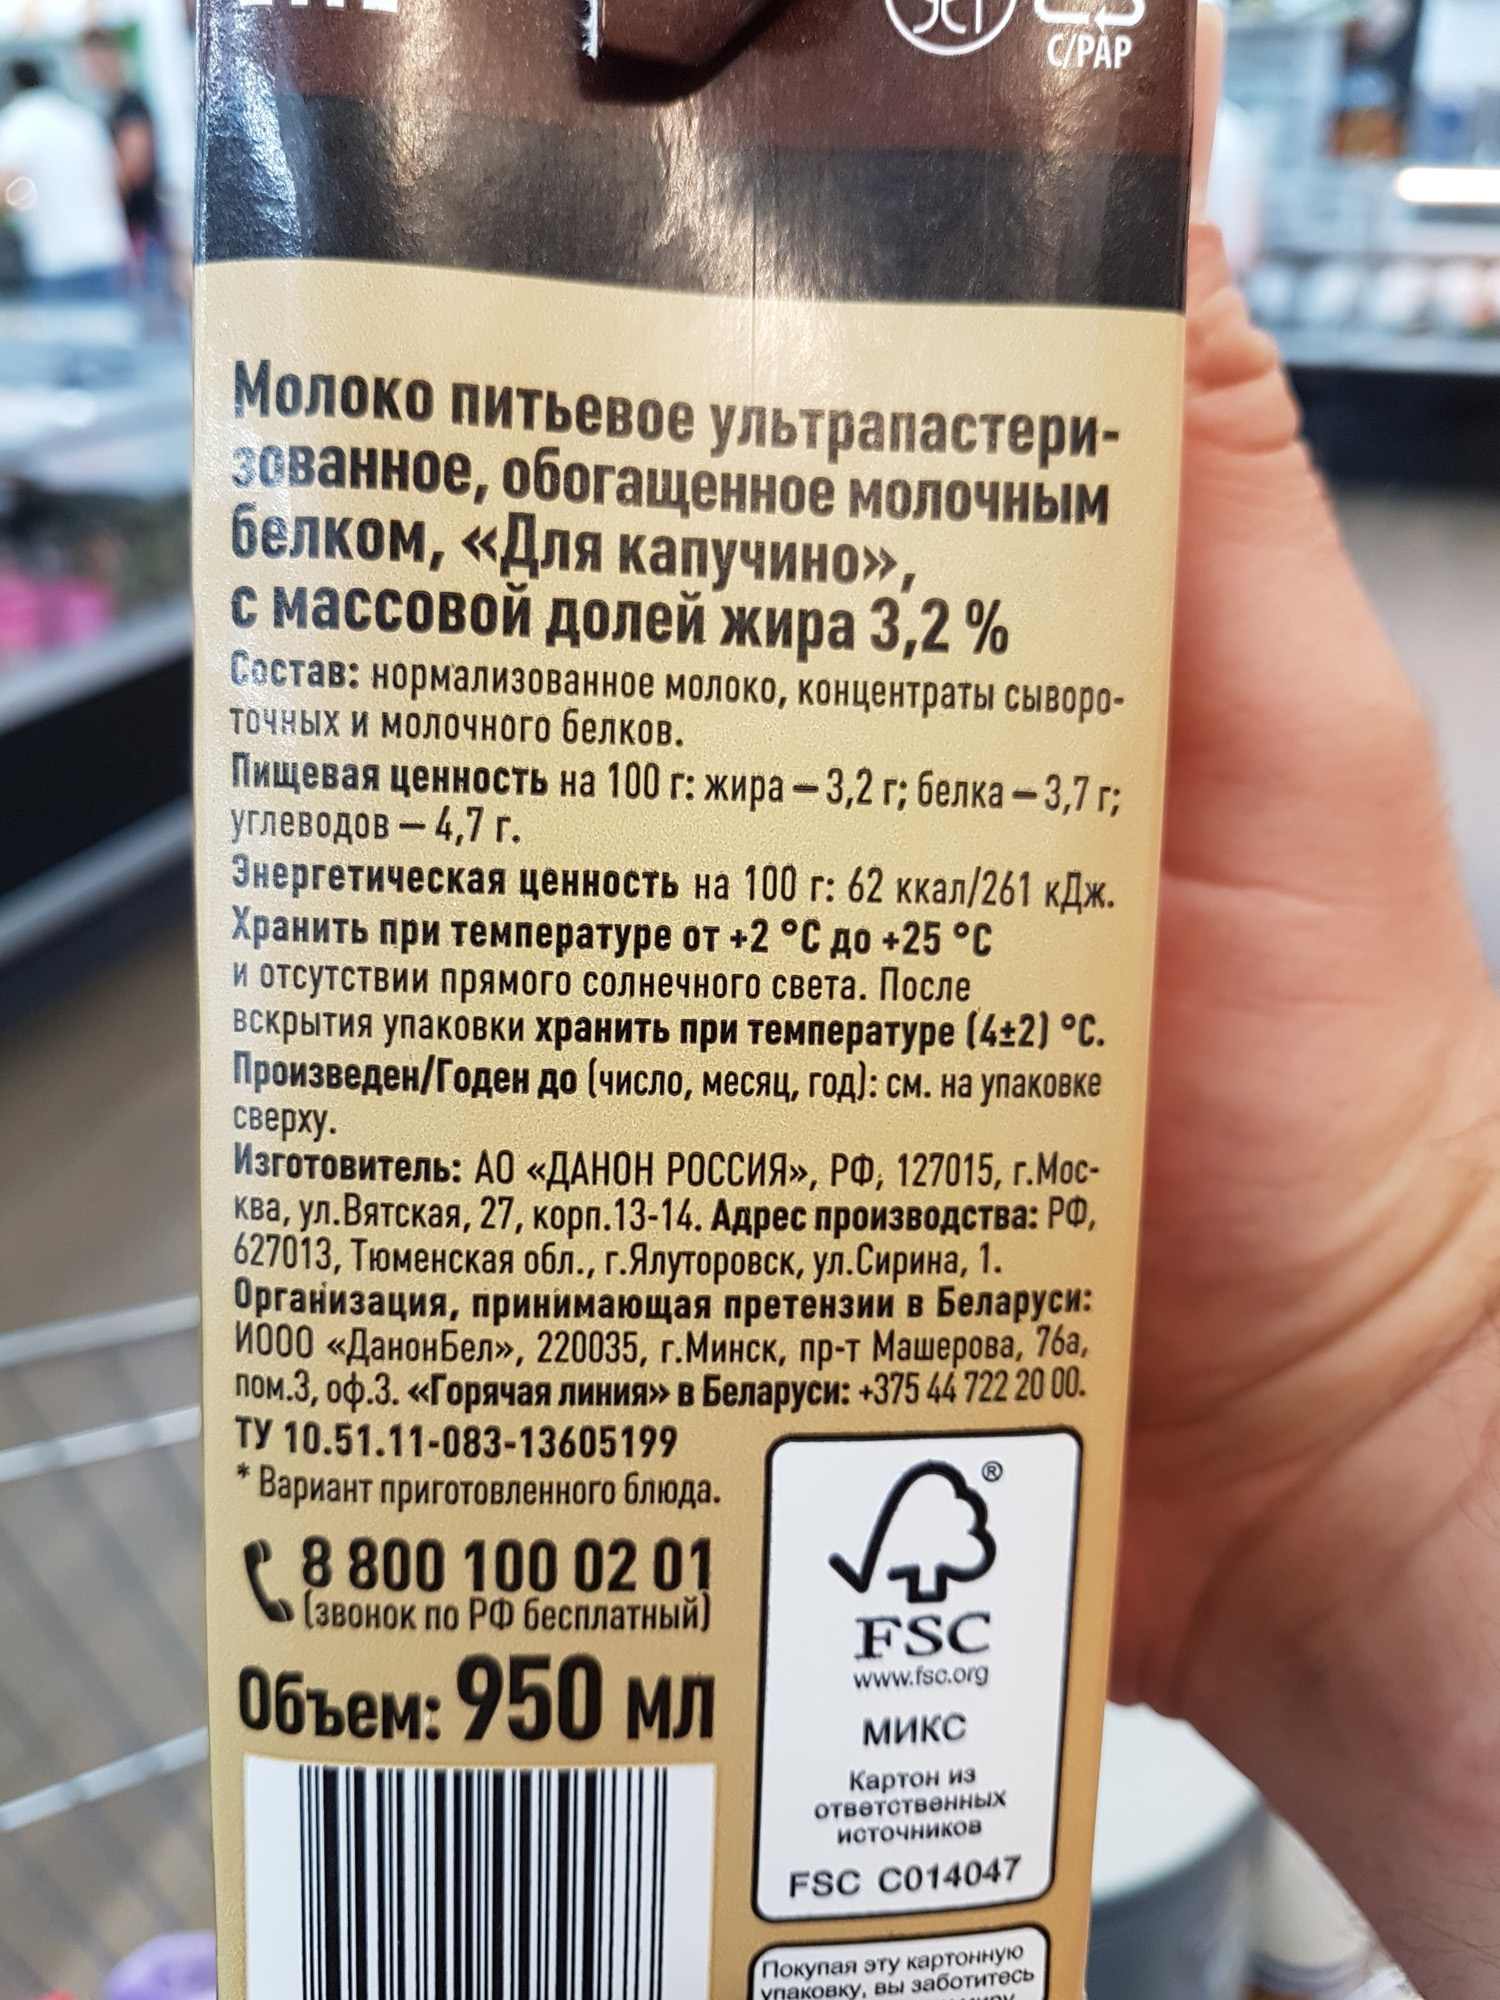 C/PAP
Молоко питьевое ультрапастери-
зованное, обогащенное молочным
белком, «Для капучино»,
с массовой долей жира 3,2 %
Состав: нормализованное молоко, концентраты сыворо-
точных и молочного белков.
Пищевая ценность на 100 г: жира – 3,2 г; белка – 3,7 г;
углеводов – 4,7 г.
Энергетическая ценность на 100 г: 62 ккал/261 кДж.
Хранить при температуре от +2 °С до +25 °С
и отсутствии прямого солнечного света. После
вскрытия упаковки хранить при температуре (4±2) °С.
Произведен/Годен до (число, месяц, год): см. на упаковке
сверху.
Изготовитель: АО «ДАНОН РОССИЯ», РФ, 127015, г.Мос-
ква, ул.Вятская, 27, корп.13-14. Адрес производства: РФ,
627013, Тюменская обл., г.Ялуторовск, ул.Сирина, 1.
Организация, принимающая претензии в Беларуси:
ИООО «ДанонБел», 220035, г.Минск, пр-т Машерова, 76а,
пом.3, оф.3. «Горячая линия» в Беларуси: +375 44 722 20 00.
ТУ 10.51.11-083-13605199
* Вариант приготовленного блюда.
8 800 100 02 01
(звонок по РФ бесплатный)
Объем: 950 мл
®
FSC
www.fsc.org
МИКС
Картон из
ответственных
источников
FSC C014047
Покупая эту картонную
упаковку, вы заботитесь